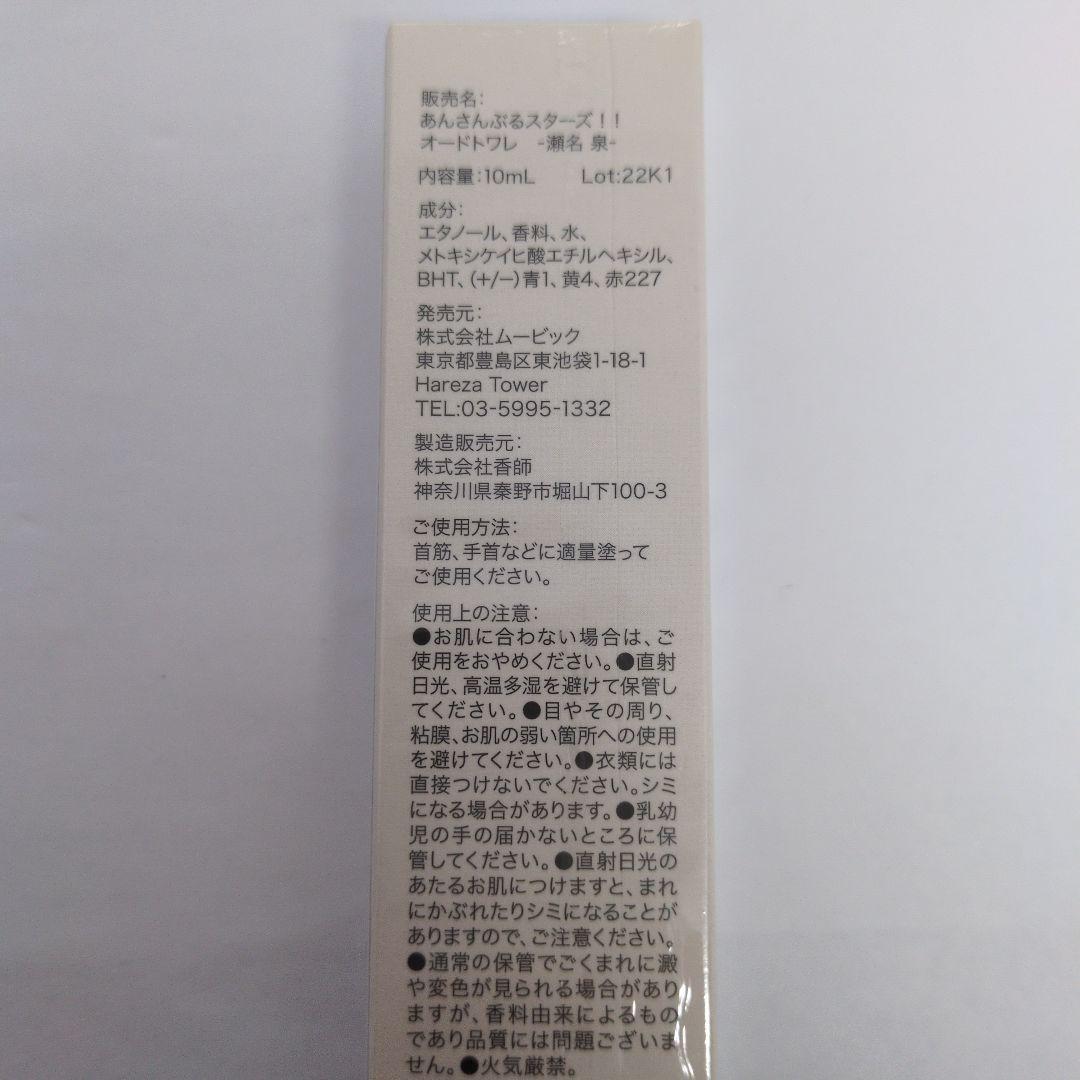 販売名:
あんさんぶるスターズ！！
オードトワレ -瀬名 泉-
内容量:10mL Lot:22K1
成分:
エタノール、香料、水、
メトキシケイヒ酸エチルヘキシル、
BHT、(+/−)青1、黄4、赤227
発売元:
株式会社ムービック
東京都豊島区東池袋1-18-1
Hareza Tower
TEL:03-5995-1332
製造販売元:
株式会社香師
神奈川県秦野市堀山下100-3
ご使用方法:
首筋、手首などに適量塗って
ご使用ください。
使用上の注意:
●お肌に合わない場合は、ご
使用をおやめください。●直射
日光、高温多湿を避けて保管し
てください。●目やその周り、
粘膜、お肌の弱い箇所への使用
を避けてください。●衣類には
直接つけないでください。シミ
になる場合があります。●乳幼
児の手の届かないところに保
管してください。●直射日光の
あたるお肌につけますと、まれ
にかぶれたりシミになることが
ありますので、ご注意ください。
●通常の保管でごくまれに澱
や変色が見られる場合があり
ますが、香料由来によるもの
であり品質には問題ございま
せん。●火気厳禁。